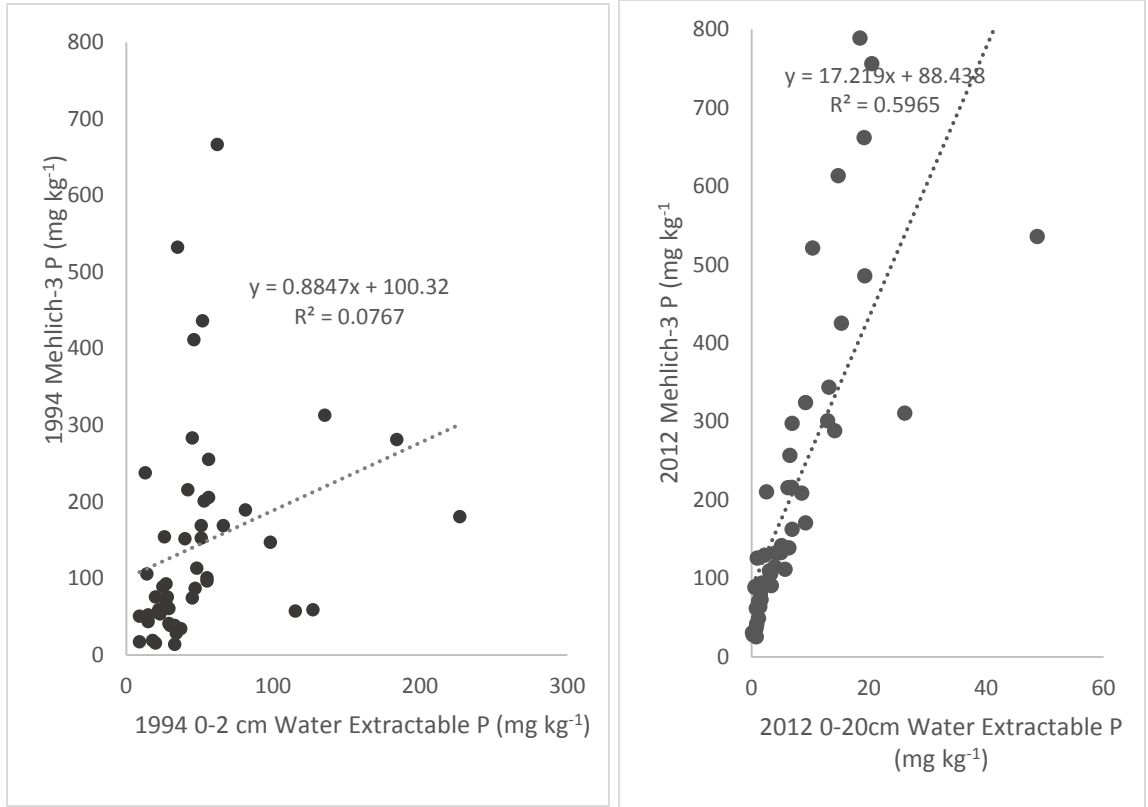 800
700
600
500
400
300
200
100
0
1994 Mehlich-3 P (mg kg⁻¹)
y = 0.8847x + 100.32
R² = 0.0767
0 100 200 300
1994 0-2 cm Water Extractable P (mg kg⁻¹)
800
700
600
500
400
300
200
100
0
2012 Mehlich-3 P (mg kg⁻¹
y = 17.219x + 88.438
R² = 0.5965
0 20 40 60
2012 0-20cm Water Extractable P
(mg kg⁻¹)